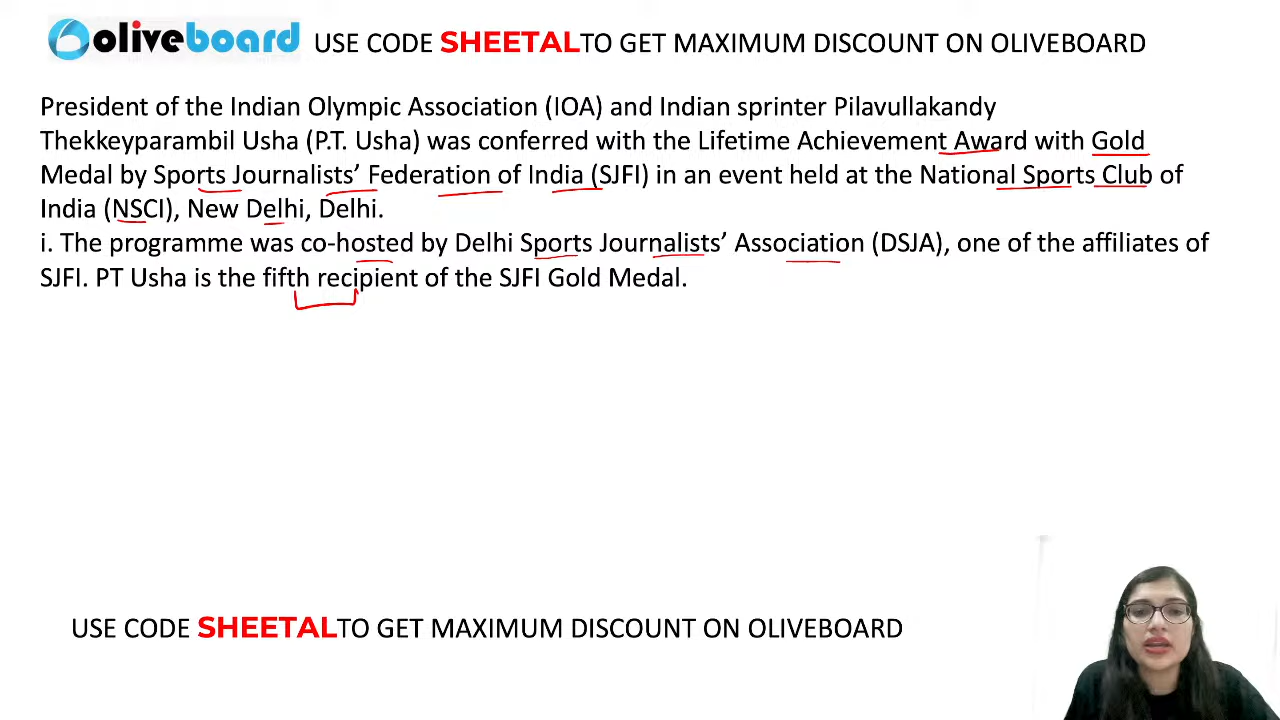 oliveboard USE CODE SHEETALTO GET MAXIMUM DISCOUNT ON OLIVEBOARD
President of the Indian Olympic Association (IOA) and Indian sprinter Pilavullakandy
Thekkeyparambil Usha (P.T. Usha) was conferred with the Lifetime Achievement Award with Gold
Medal by Sports Journalists’ Federation of India (SJFI) in an event held at the National Sports Club of
India (NSCI), New Delhi, Delhi.
i. The programme was co-hosted by Delhi Sports Journalists’ Association (DSJA), one of the affiliates of
SJFI. PT Usha is the fifth recipient of the SJFI Gold Medal.
USE CODE SHEETALTO GET MAXIMUM DISCOUNT ON OLIVEBOARD